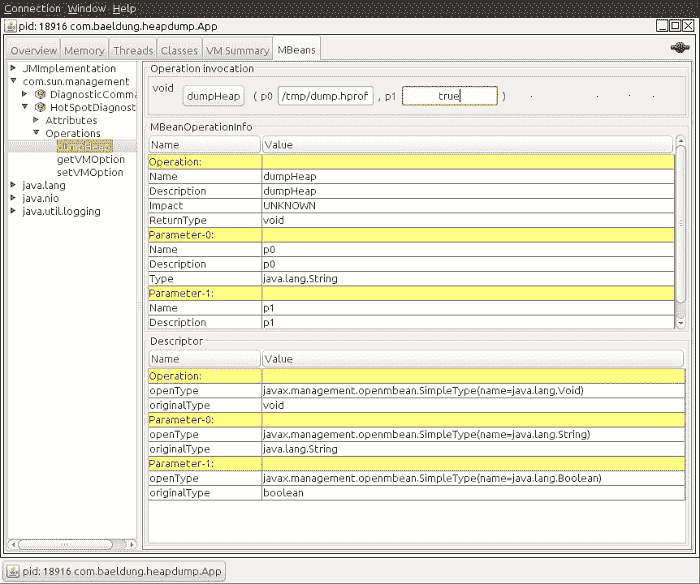 Connection Window Help
pid: 18916 com.baeldung.heapdump.App
Overview Memory Threads Classes VM Summary MBeans
JMImplementation
com.sun.management
DiagnosticComma
HotSpotDiagnost
Attributes
Operations
dumpHeap
getVMOption
setVMOption
java.lang
java.nio
java.util.logging
Operation invocation
void dumpHeap ( p0 /tmp/dump.hprof , p1 true )
MBeanOperationInfo
Name Value
Operation:
Name dumpHeap
Description dumpHeap
Impact UNKNOWN
ReturnType void
Parameter-0:
Name p0
Description p0
Type java.lang.String
Parameter-1:
Name p1
Description p1
Descriptor
Name Value
Operation:
openType javax.management.openmbean.SimpleType(name=java.lang.Void)
originalType void
Parameter-0:
openType javax.management.openmbean.SimpleType(name=java.lang.String)
originalType java.lang.String
Parameter-1:
openType javax.management.openmbean.SimpleType(name=java.lang.Boolean)
originalType boolean
pid: 18916 com.baeldung.heapdump.App